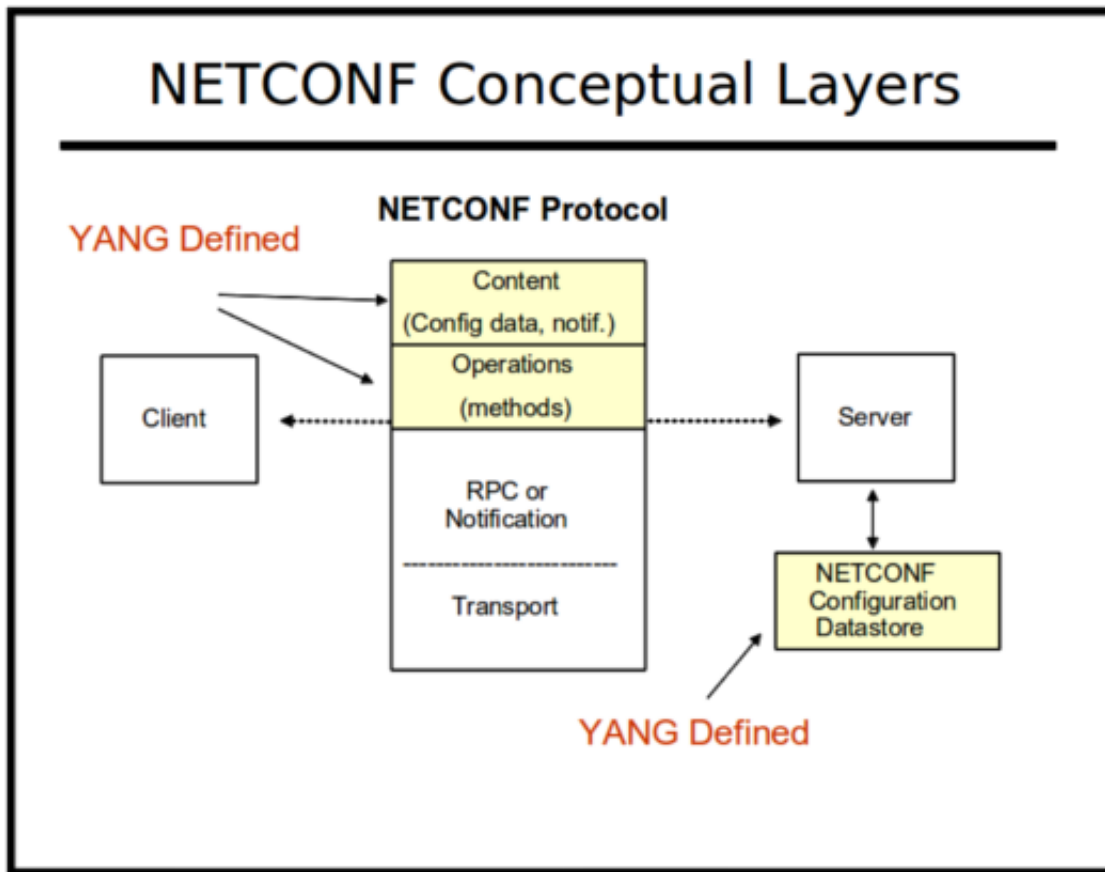 NETCONF Conceptual Layers
NETCONF Protocol
YANG Defined
Content
(Config data, notif.)
Operations
(methods)
Client
Server
RPC or
Notification
Transport
NETCONF
Configuration
Datastore
YANG Defined